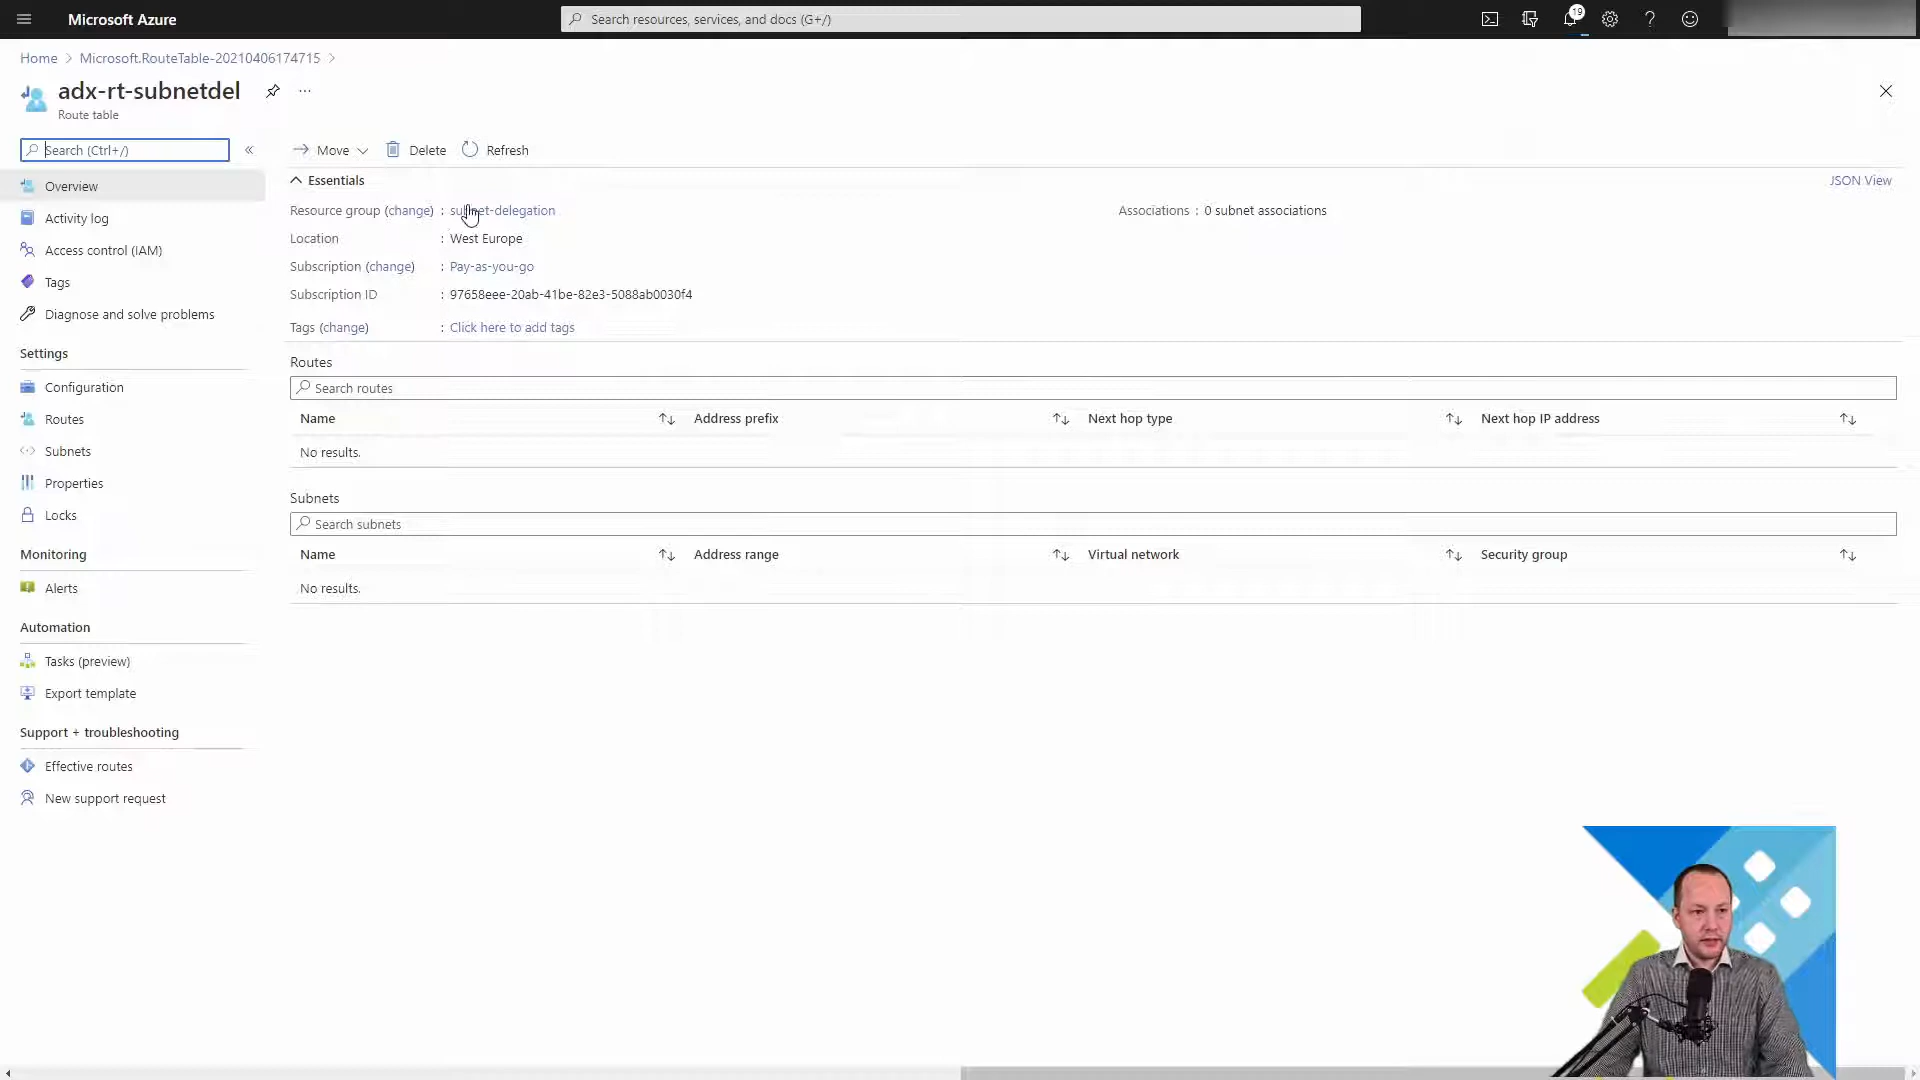 Microsoft Azure
Search resources, services, and docs (G+/)
19
Home > Microsoft.RouteTable-20210406174715 >
adx-rt-subnetdel
Route table
Search (Ctrl+/)
Move
Delete
Refresh
Overview
Activity log
Access control (IAM)
Tags
Diagnose and solve problems
Settings
Configuration
Routes
Subnets
Properties
Locks
Monitoring
Alerts
Automation
Tasks (preview)
Export template
Support + troubleshooting
Effective routes
New support request
Essentials
JSON View
Resource group (change) : subnet-delegation
Associations : 0 subnet associations
Location : West Europe
Subscription (change) : Pay-as-you-go
Subscription ID : 97658eee-20ab-41be-82e3-5088ab0030f4
Tags (change) : Click here to add tags
Routes
Search routes
Name Address prefix Next hop type Next hop IP address
No results.
Subnets
Search subnets
Name Address range Virtual network Security group
No results.